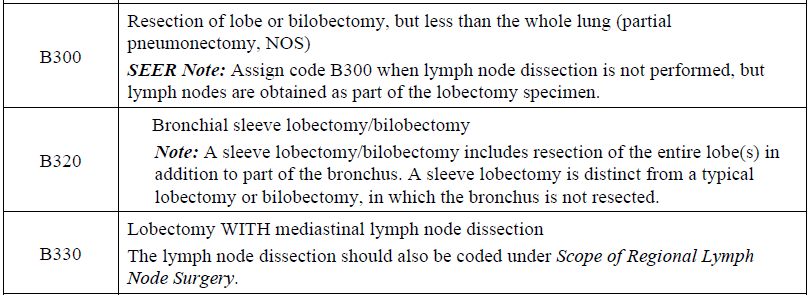 B300
Resection of lobe or bilobectomy, but less than the whole lung (partial
pneumonectomy, NOS)
SEER Note: Assign code B300 when lymph node dissection is not performed, but
lymph nodes are obtained as part of the lobectomy specimen.
B320
Bronchial sleeve lobectomy/bilobectomy
Note: A sleeve lobectomy/bilobectomy includes resection of the entire lobe(s) in
addition to part of the bronchus. A sleeve lobectomy is distinct from a typical
lobectomy or bilobectomy, in which the bronchus is not resected.
B330
Lobectomy WITH mediastinal lymph node dissection
The lymph node dissection should also be coded under Scope of Regional Lymph
Node Surgery.